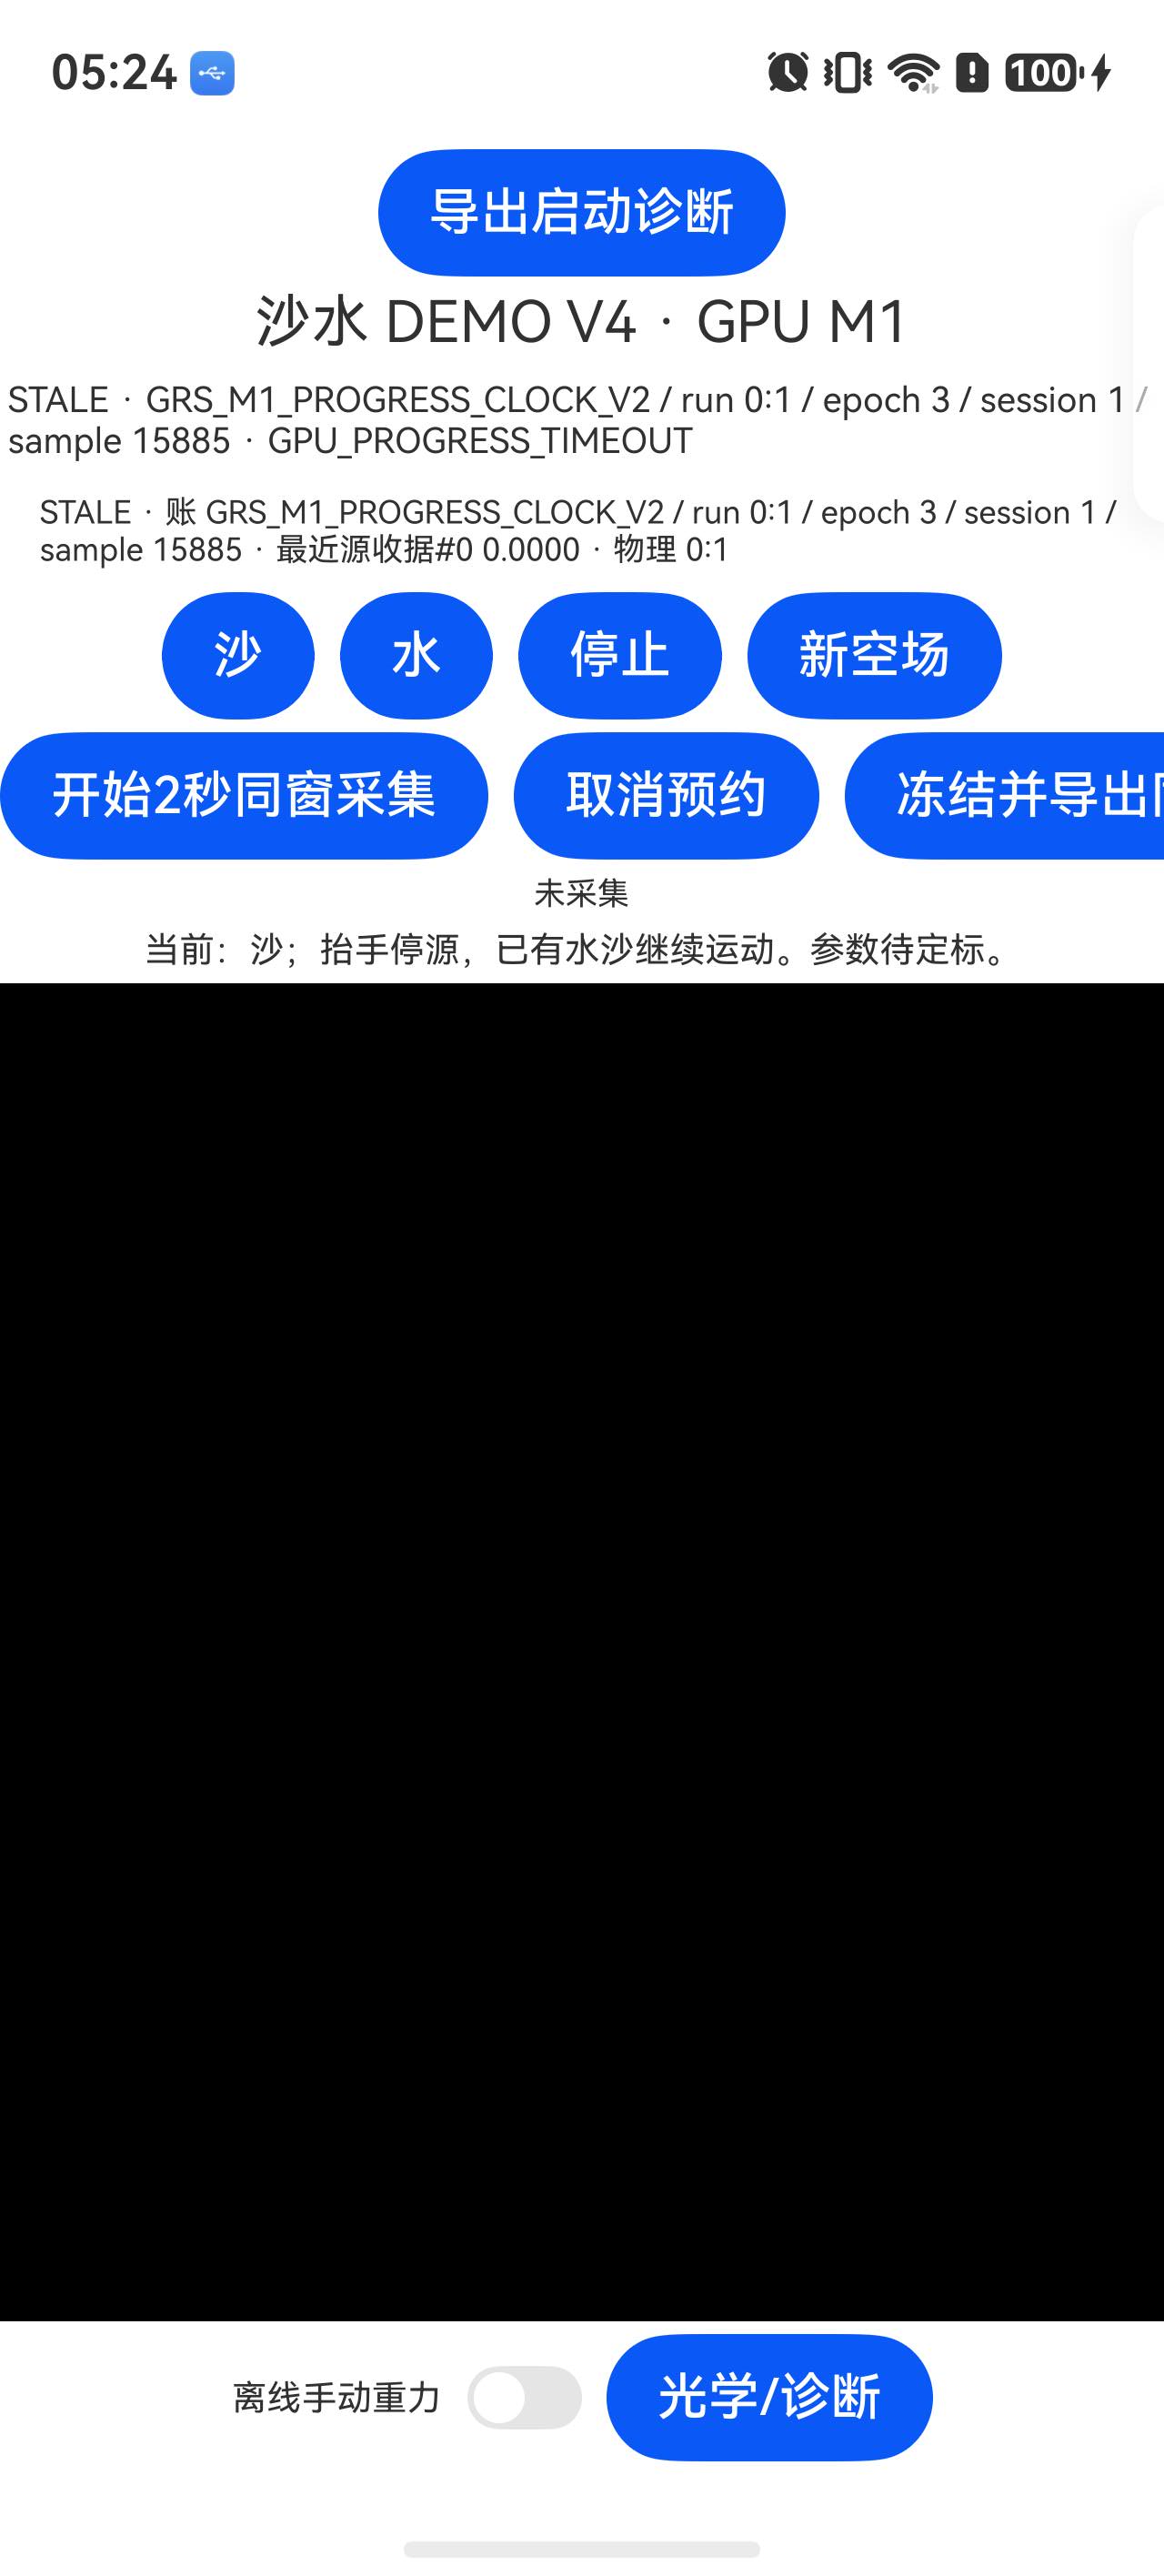 05:24
100
导出启动诊断
沙水 DEMO V4 · GPU M1
STALE · GRS_M1_PROGRESS_CLOCK_V2 / run 0:1 / epoch 3 / session 1 /
sample 15885 · GPU_PROGRESS_TIMEOUT
STALE · 账 GRS_M1_PROGRESS_CLOCK_V2 / run 0:1 / epoch 3 / session 1 /
sample 15885 · 最近源收据#0 0.0000 · 物理 0:1
沙 水 停止 新空场
开始2秒同窗采集 取消预约 冻结并导出
未采集
当前：沙；抬手停源，已有水沙继续运动。参数待定标。
离线手动重力 光学/诊断